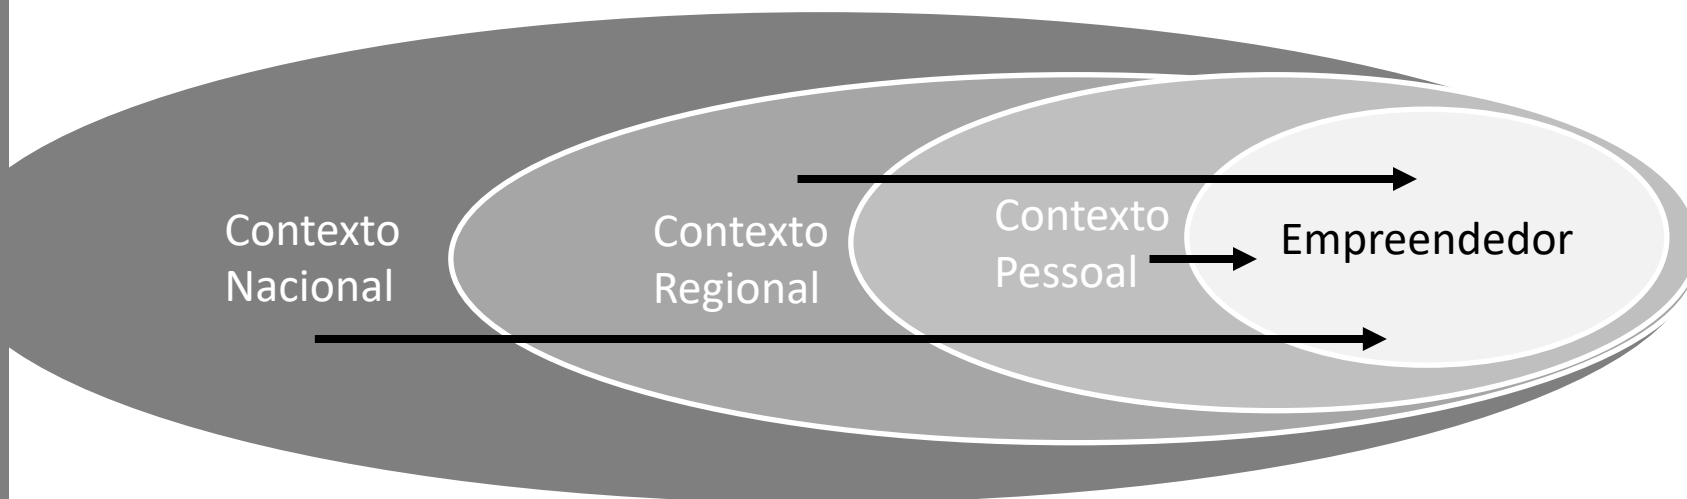 Contexto
Nacional
Contexto
Regional
Contexto
Pessoal
Empreendedor